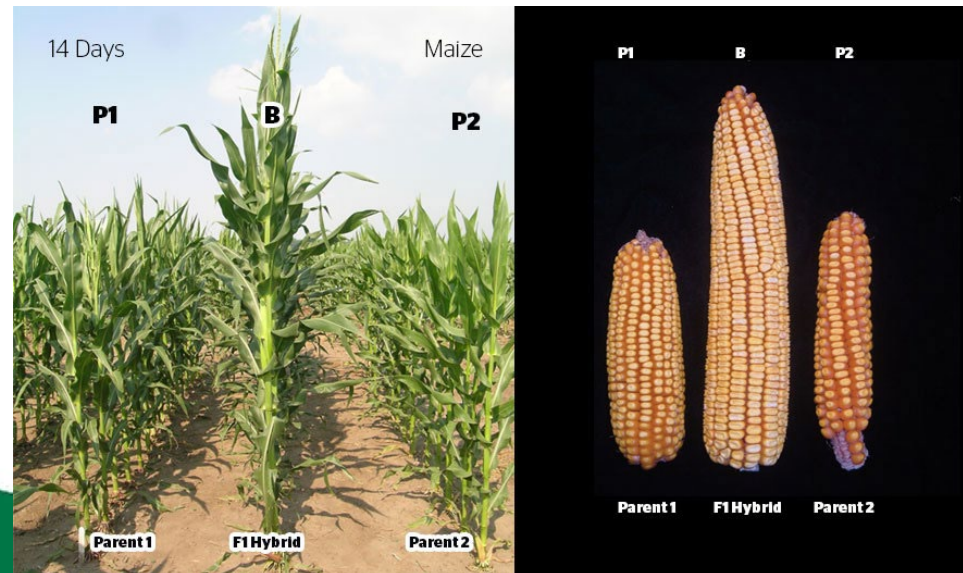 14 Days
Maize
P1
B
P2
Parent 1
F1 Hybrid
Parent 2
P1
B
P2
Parent 1
F1 Hybrid
Parent 2